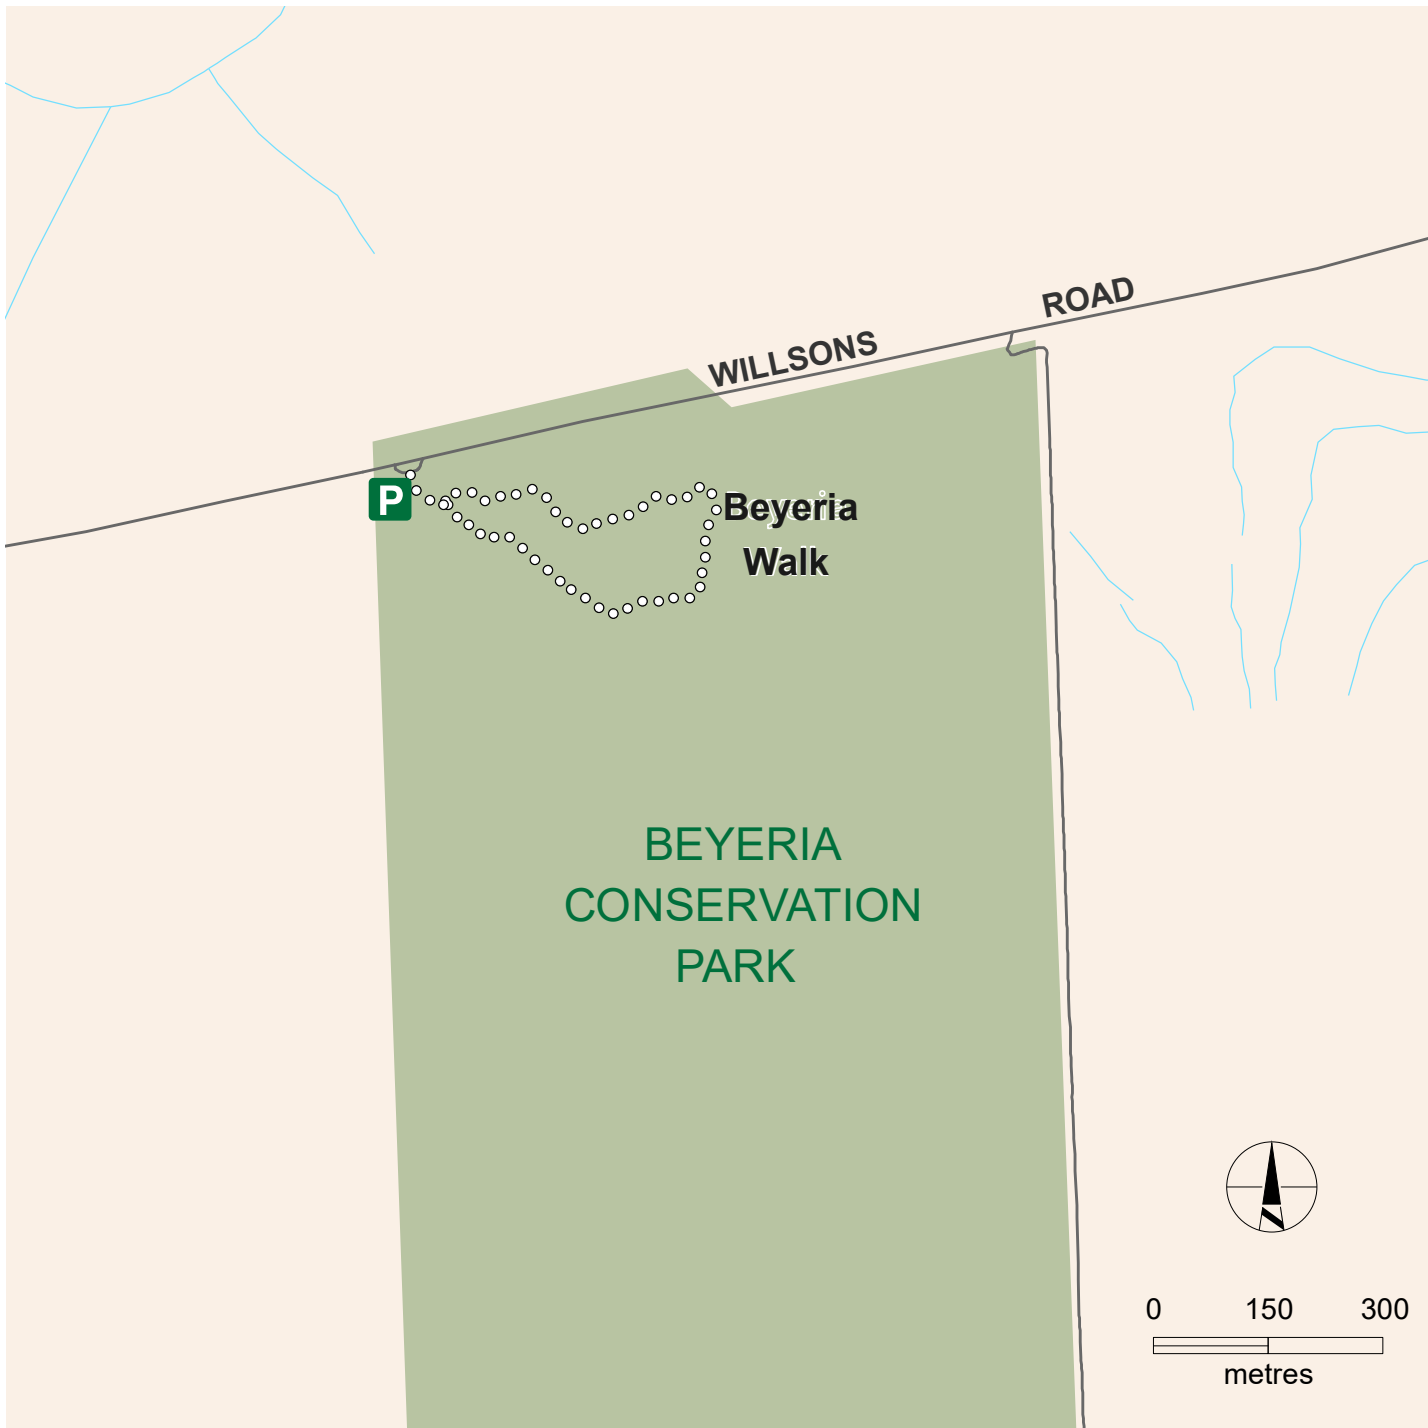 WILLSONS ROAD
P
Beyeria
Walk
BEYERIA
CONSERVATION
PARK
0 150 300
metres